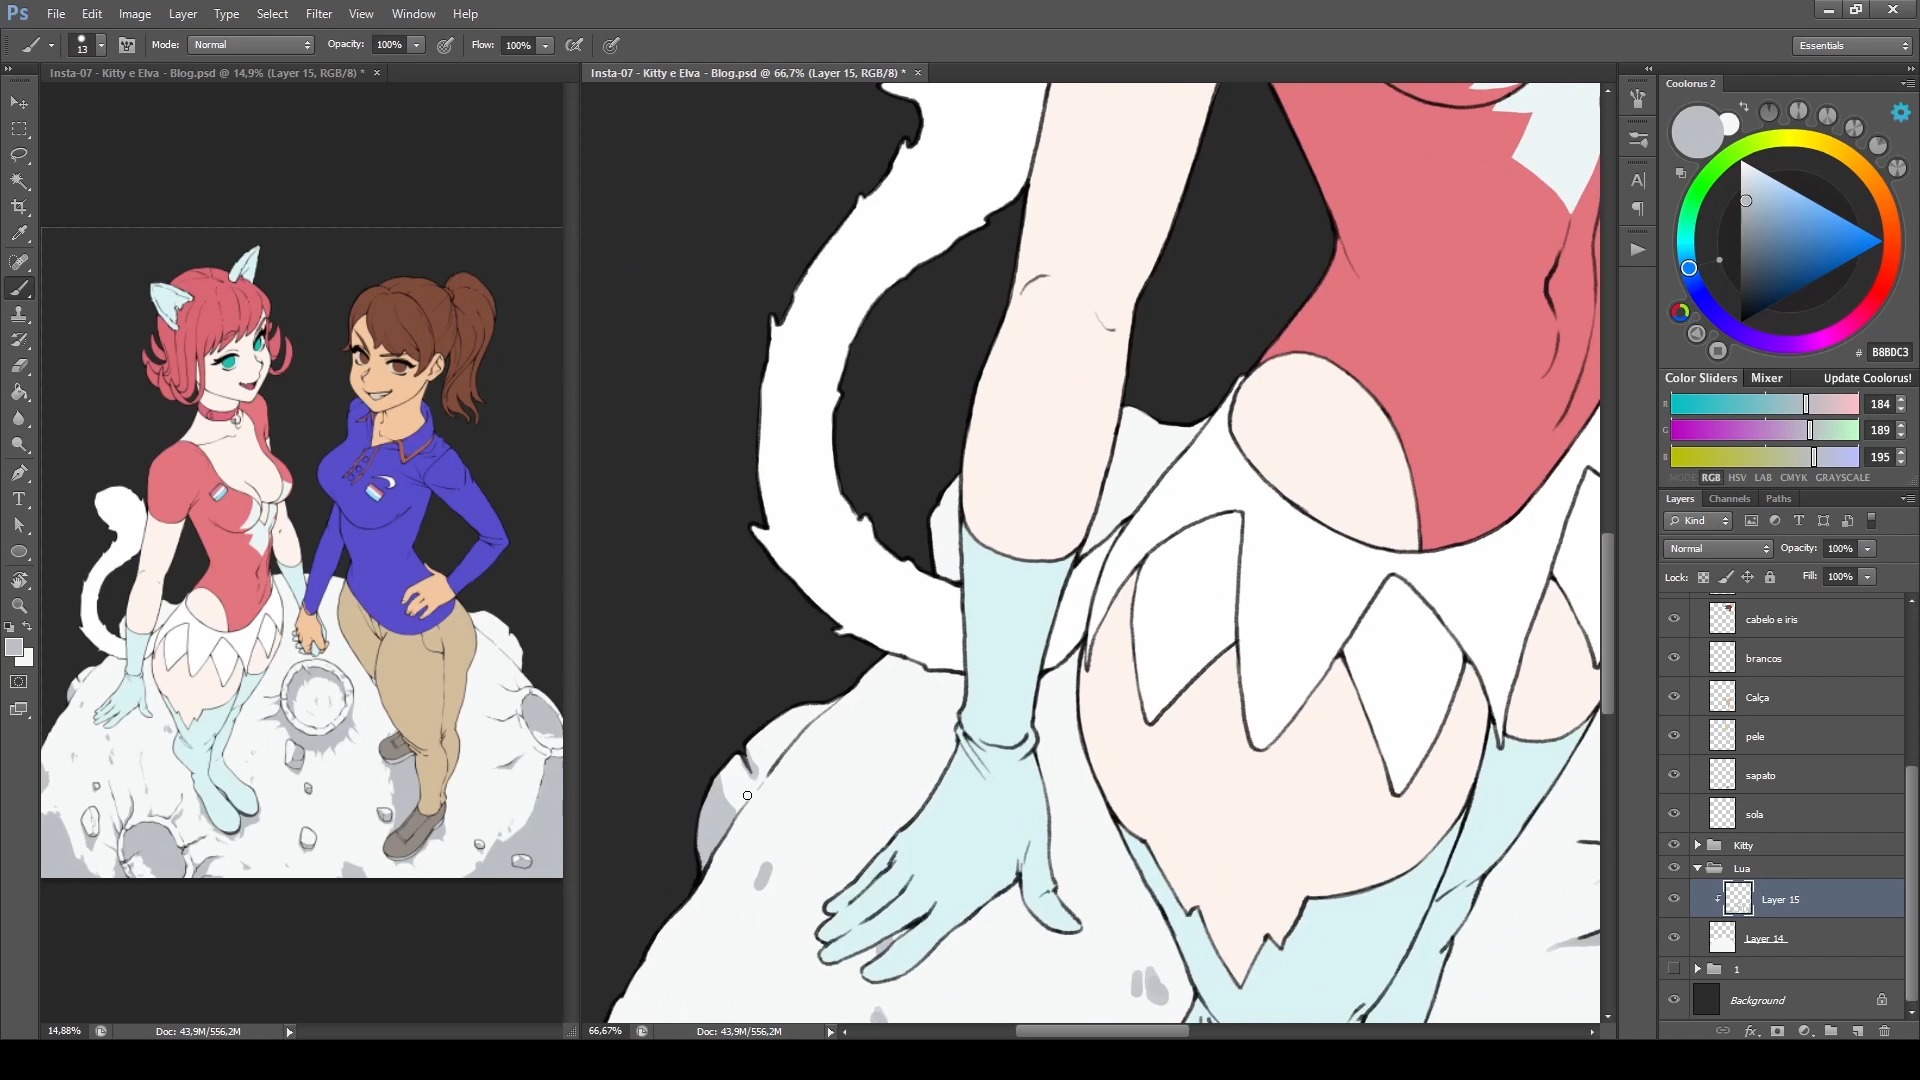 Ps File Edit Image Layer Type Select Filter View Window Help
13 Mode: Normal Opacity: 100% Flow: 100% Essentials
Insta-07 - Kitty e Elva - Blog.psd @ 14,9% (Layer 15, RGB/8) * ×
Insta-07 - Kitty e Elva - Blog.psd @ 66,7% (Layer 15, RGB/8) * ×
Coolorus 2
# B8BDC3
Color Sliders Mixer Update Coolorus!
R 184
G 189
B 195
MODE RGB HSV LAB CMYK GRAYSCALE
Layers Channels Paths
Kind
Normal Opacity: 100%
Lock: Fill: 100%
cabelo e iris
brancos
Calça
pele
sapato
sola
Kitty
Lua
Layer 15
Layer 14
1
Background
14,88% Doc: 43,9M/556,2M
66,67% Doc: 43,9M/556,2M
fx